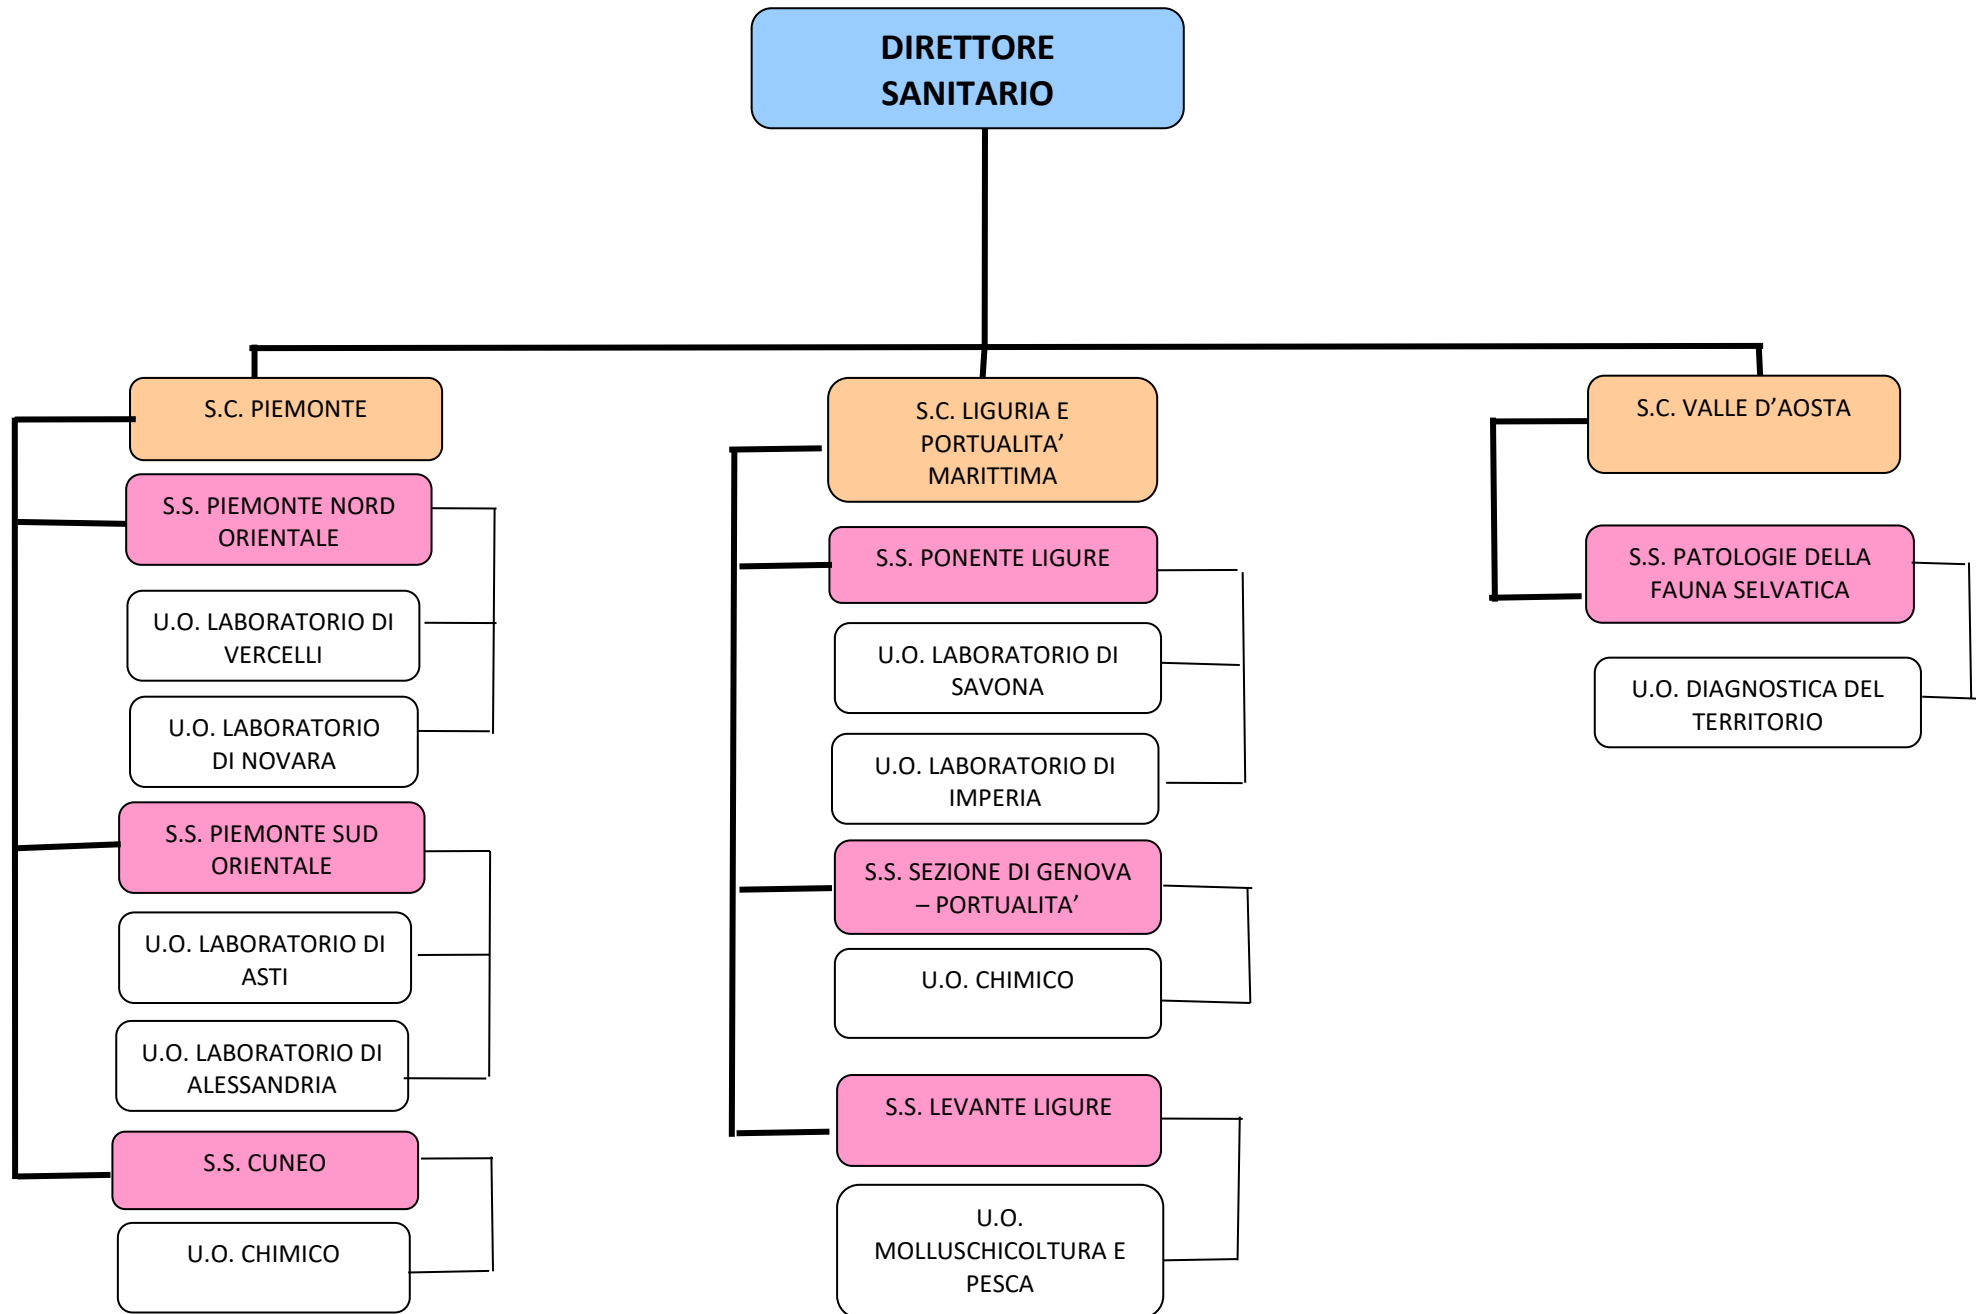 DIRETTORE
SANITARIO
S.C. PIEMONTE
S.S. PIEMONTE NORD
ORIENTALE
U.O. LABORATORIO DI
VERCELLI
U.O. LABORATORIO
DI NOVARA
S.S. PIEMONTE SUD
ORIENTALE
U.O. LABORATORIO DI
ASTI
U.O. LABORATORIO DI
ALESSANDRIA
S.S. CUNEO
U.O. CHIMICO
S.C. LIGURIA E
PORTUALITA’
MARITTIMA
S.S. PONENTE LIGURE
U.O. LABORATORIO DI
SAVONA
U.O. LABORATORIO DI
IMPERIA
S.S. SEZIONE DI GENOVA
– PORTUALITA’
U.O. CHIMICO
S.S. LEVANTE LIGURE
U.O.
MOLLUSCHICOLTURA E
PESCA
S.C. VALLE D’AOSTA
S.S. PATOLOGIE DELLA
FAUNA SELVATICA
U.O. DIAGNOSTICA DEL
TERRITORIO